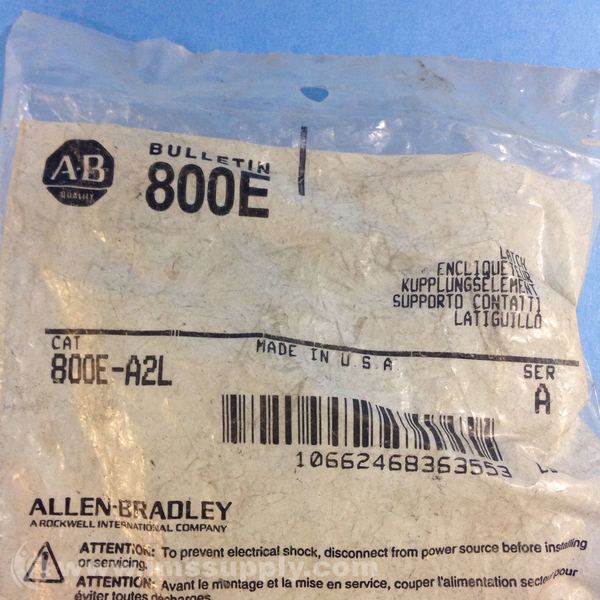 A-B
QUALITY
BULLETIN
800E
LATCH
ENCLIQUETEUR
KUPPLUNGSELEMENT
SUPPORTO CONTATTI
LATIGUILLO
CAT
800E-A2L
MADE IN U.S.A
SER
A
10662468363553
ALLEN-BRADLEY
A ROCKWELL INTERNATIONAL COMPANY
ATTENTION: To prevent electrical shock, disconnect from power source before installing
or servicing.
ATTENTION: Avant le montage et la mise en service, couper l'alimentation secteur pour
éviter toutes décharges.